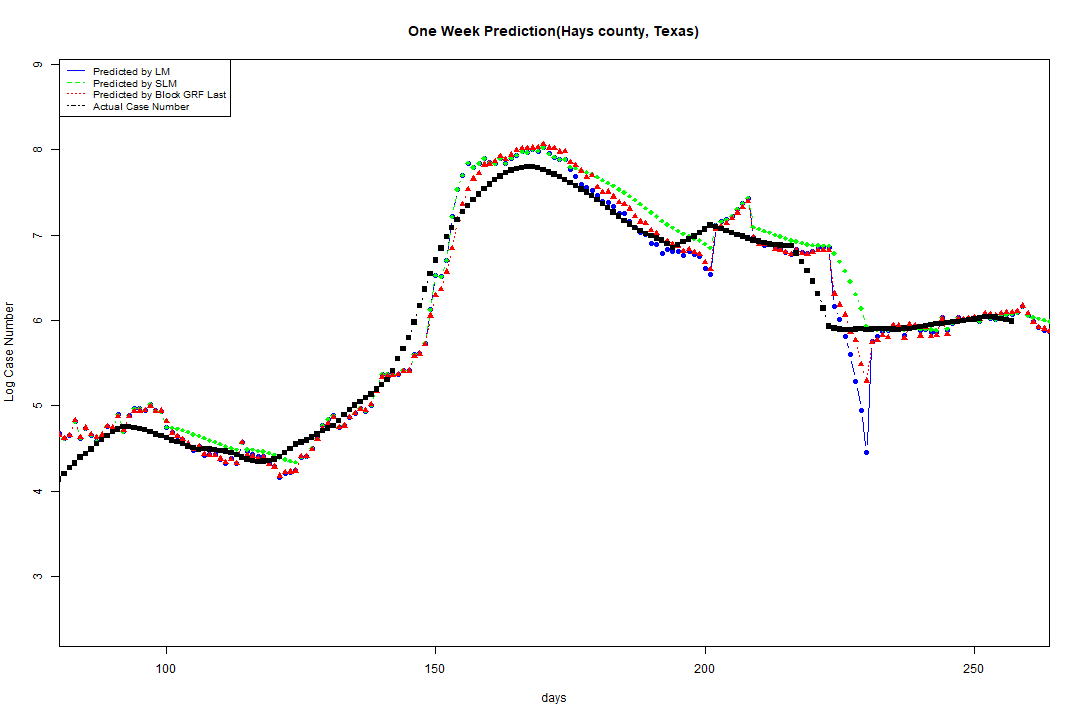 One Week Prediction(Hays county, Texas)
Predicted by LM
Predicted by SLM
Predicted by Block GRF Last
Actual Case Number
9
8
7
6
5
4
3
Log Case Number
100 150 200 250
days